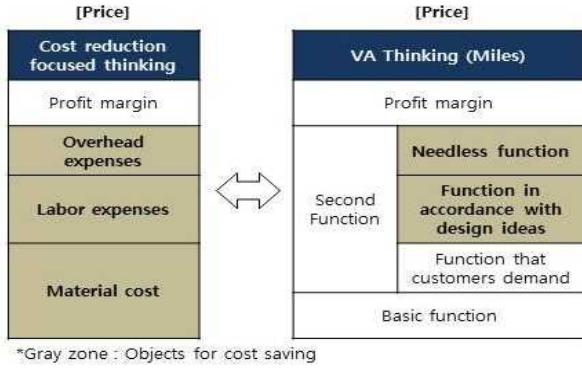 [Price]
Cost reduction
focused thinking
Profit margin
Overhead
expenses
Labor expenses
Material cost
[Price]
VA Thinking (Miles)
Profit margin
Second
Function
Needless function
Function in
accordance with
design ideas
Function that
customers demand
Basic function
*Gray zone : Objects for cost saving